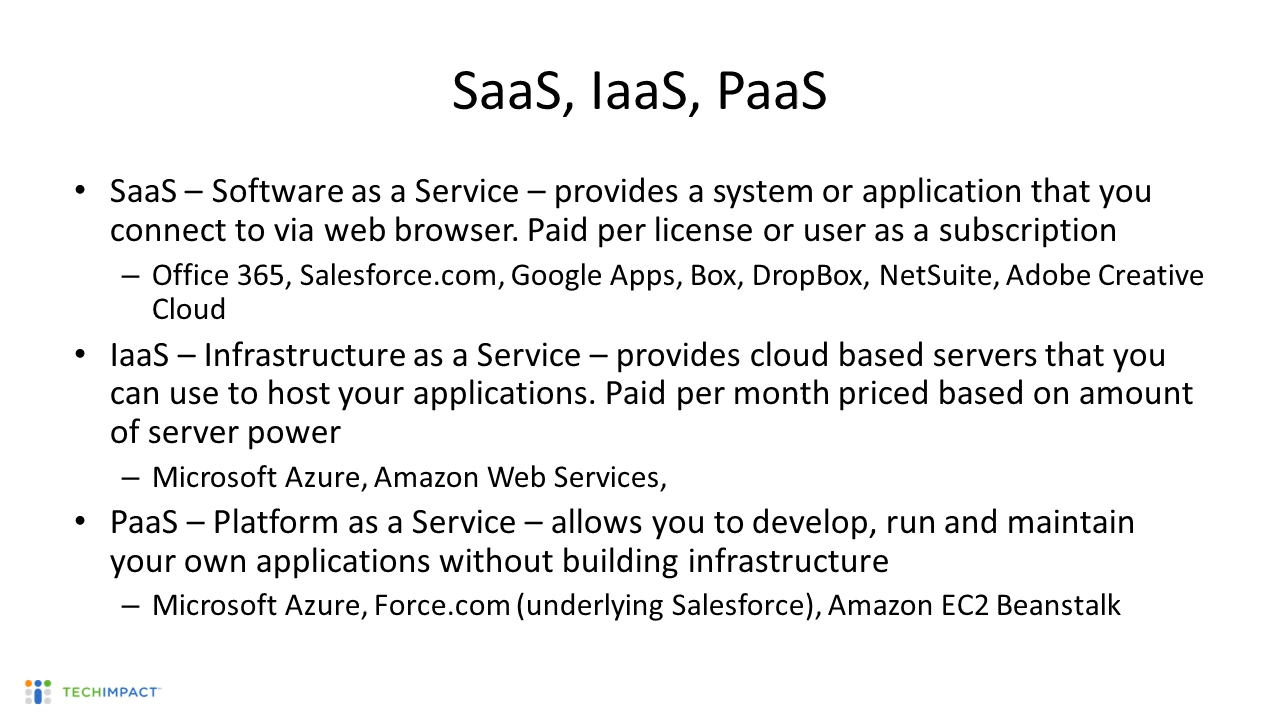 SaaS, IaaS, PaaS
• SaaS – Software as a Service – provides a system or application that you
connect to via web browser. Paid per license or user as a subscription
– Office 365, Salesforce.com, Google Apps, Box, DropBox, NetSuite, Adobe Creative
Cloud
• IaaS – Infrastructure as a Service – provides cloud based servers that you
can use to host your applications. Paid per month priced based on amount
of server power
– Microsoft Azure, Amazon Web Services,
• PaaS – Platform as a Service – allows you to develop, run and maintain
your own applications without building infrastructure
– Microsoft Azure, Force.com (underlying Salesforce), Amazon EC2 Beanstalk
TECHIMPACT™